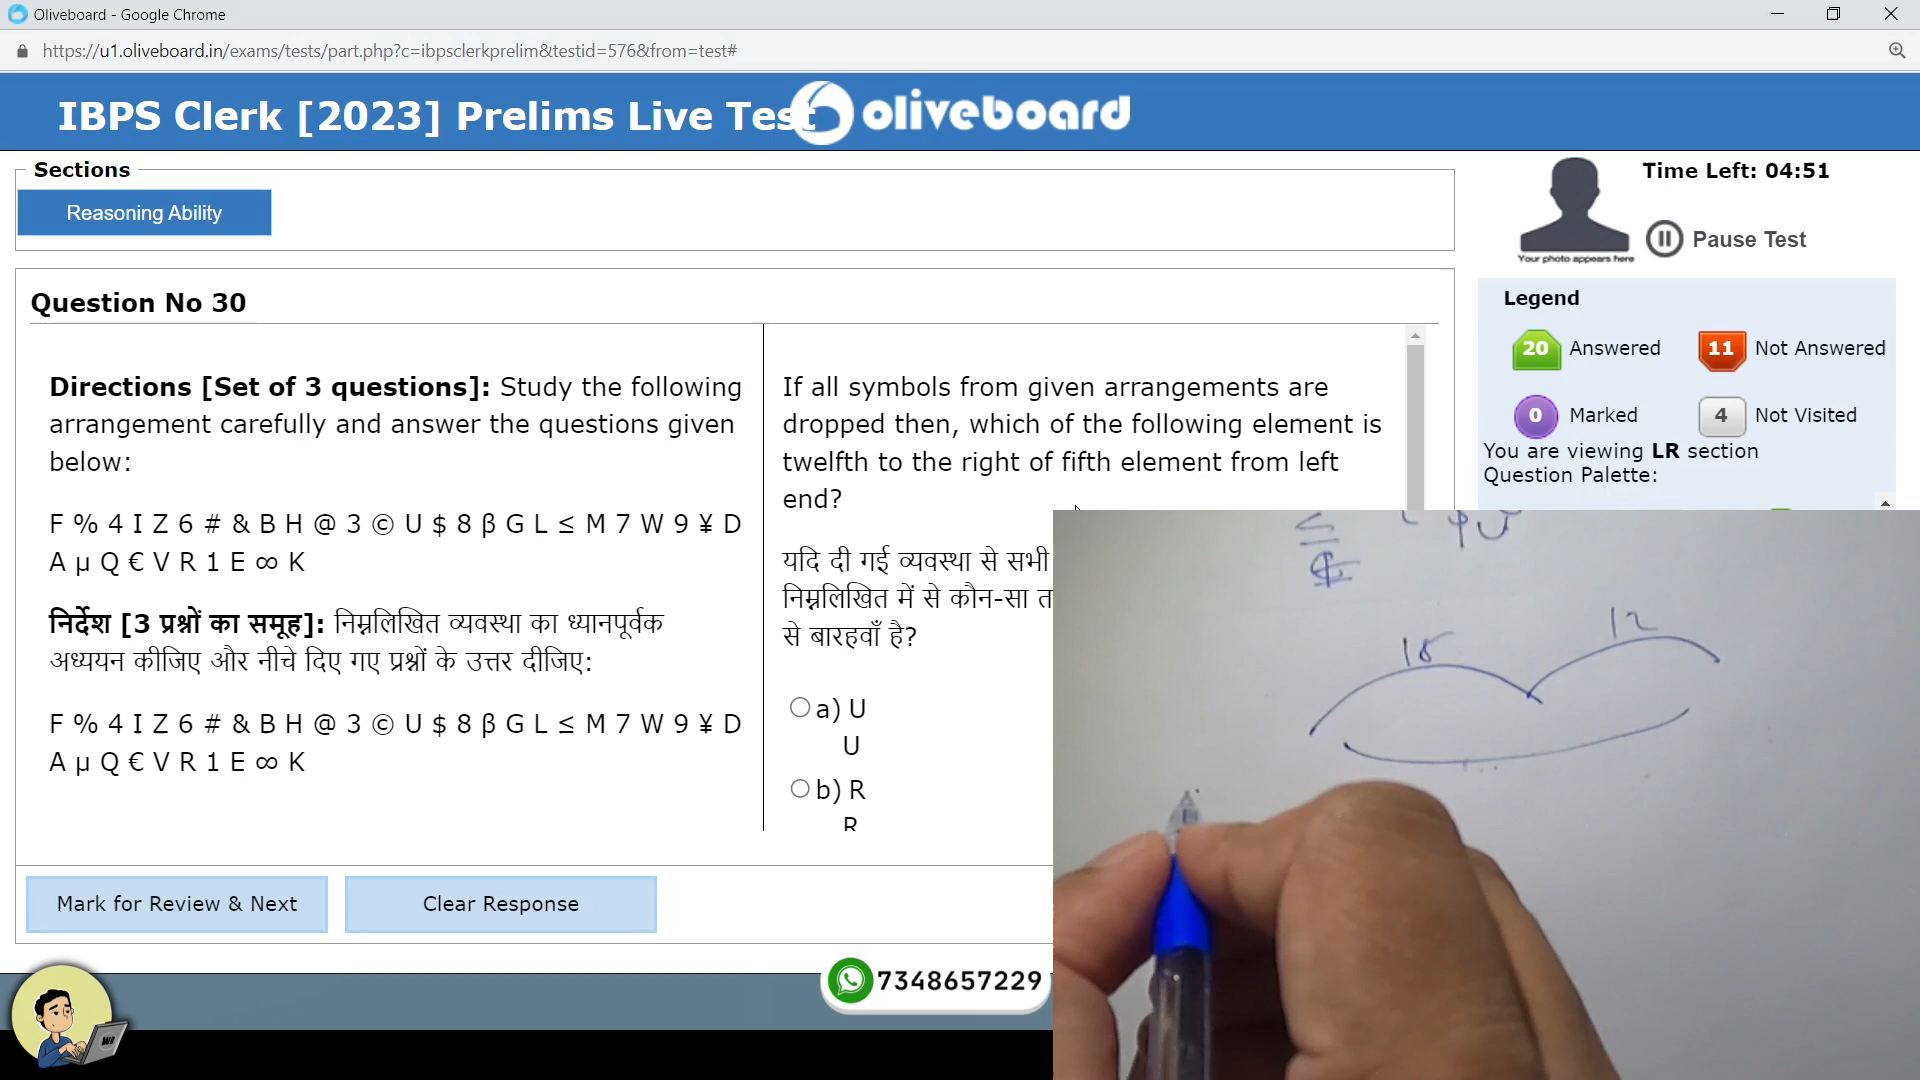 Oliveboard - Google Chrome
https://u1.oliveboard.in/exams/tests/part.php?c=ibpsclerkprelim&testid=576&from=test#
IBPS Clerk [2023] Prelims Live Test
oliveboard
Sections
Reasoning Ability
Your photo appears here
Time Left: 04:51
Pause Test
Question No 30
Directions [Set of 3 questions]: Study the following
arrangement carefully and answer the questions given
below:
F % 4 I Z 6 # & B H @ 3 © U $ 8 β G L ≤ M 7 W 9 ¥ D
A µ Q € V R 1 E ∞ K
निर्देश [3 प्रश्नों का समूह]: निम्नलिखित व्यवस्था का ध्यानपूर्वक
अध्ययन कीजिए और नीचे दिए गए प्रश्नों के उत्तर दीजिए:
F % 4 I Z 6 # & B H @ 3 © U $ 8 β G L ≤ M 7 W 9 ¥ D
A µ Q € V R 1 E ∞ K
If all symbols from given arrangements are
dropped then, which of the following element is
twelfth to the right of fifth element from left
end?
यदि दी गई व्यवस्था से सभी
निम्नलिखित में से कौन-सा त
से बारहवाँ है?
a) U
U
b) R
R
Legend
20 Answered
11 Not Answered
0 Marked
4 Not Visited
You are viewing LR section
Question Palette:
12
Mark for Review & Next
Clear Response
7348657229